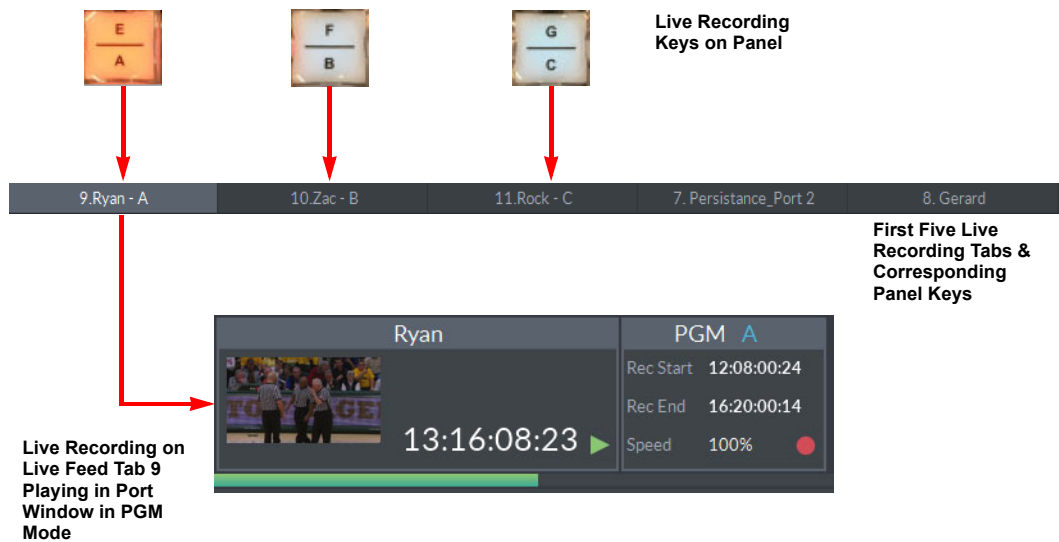 E
A
F
B
G
C
Live Recording
Keys on Panel
9.Ryan - A
10.Zac - B
11.Rock - C
7. Persistance_Port 2
8. Gerard
First Five Live
Recording Tabs &
Corresponding
Panel Keys
Ryan
PGM A
Rec Start 12:08:00:24
Rec End 16:20:00:14
Speed 100%
13:16:08:23
Live Recording on
Live Feed Tab 9
Playing in Port
Window in PGM
Mode